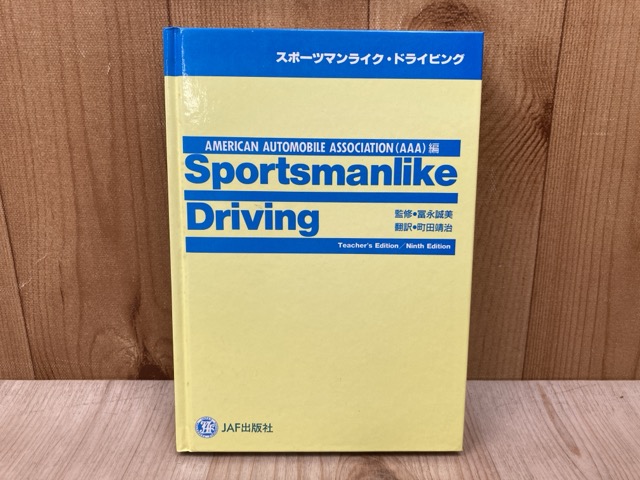 スポーツマンライク・ドライビング
AMERICAN AUTOMOBILE ASSOCIATION(AAA)編
Sportsmanlike
Driving
監修●富永誠美
翻訳●町田靖治
Teacher's Edition/Ninth Edition
JAF出版社